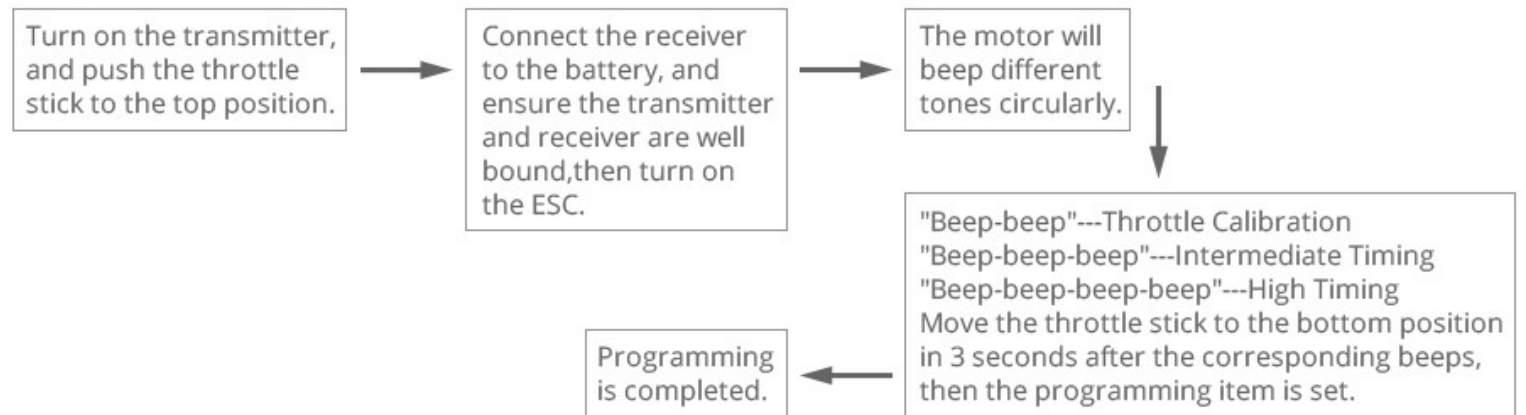 Turn on the transmitter,
and push the throttle
stick to the top position.
Connect the receiver
to the battery, and
ensure the transmitter
and receiver are well
bound,then turn on
the ESC.
The motor will
beep different
tones circularly.
"Beep-beep"---Throttle Calibration
"Beep-beep-beep"---Intermediate Timing
"Beep-beep-beep-beep"---High Timing
Move the throttle stick to the bottom position
in 3 seconds after the corresponding beeps,
then the programming item is set.
Programming
is completed.